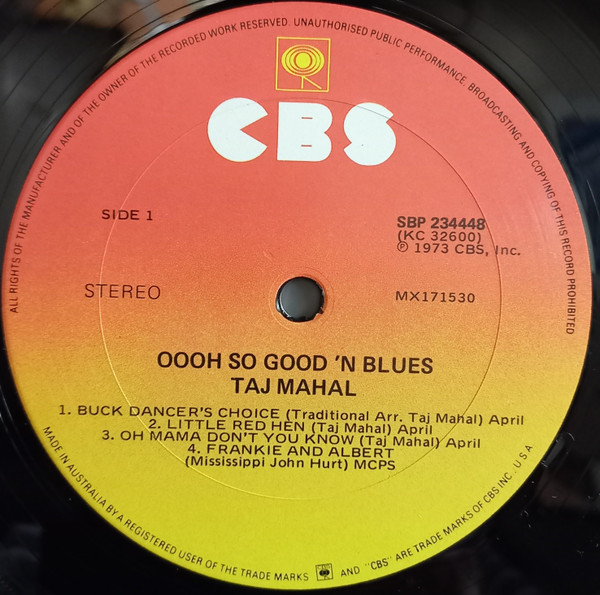 ALL RIGHTS OF THE MANUFACTURER AND OF THE OWNER OF THE RECORDED WORK RESERVED. UNAUTHORISED PUBLIC PERFORMANCE, BROADCASTING AND COPYING OF THIS RECORD PROHIBITED
CBS
SIDE 1
SBP 234448
(KC 32600)
℗ 1973 CBS, Inc.
STEREO
MX171530
OOOH SO GOOD 'N BLUES
TAJ MAHAL
1. BUCK DANCER'S CHOICE (Traditional Arr. Taj Mahal) April
2. LITTLE RED HEN (Taj Mahal) April
3. OH MAMA DON'T YOU KNOW (Taj Mahal) April
4. FRANKIE AND ALBERT
(Mississippi John Hurt) MCPS
MADE IN AUSTRALIA BY A REGISTERED USER OF THE TRADE MARKS AND "CBS" ARE TRADE MARKS OF CBS INC. U.S.A.